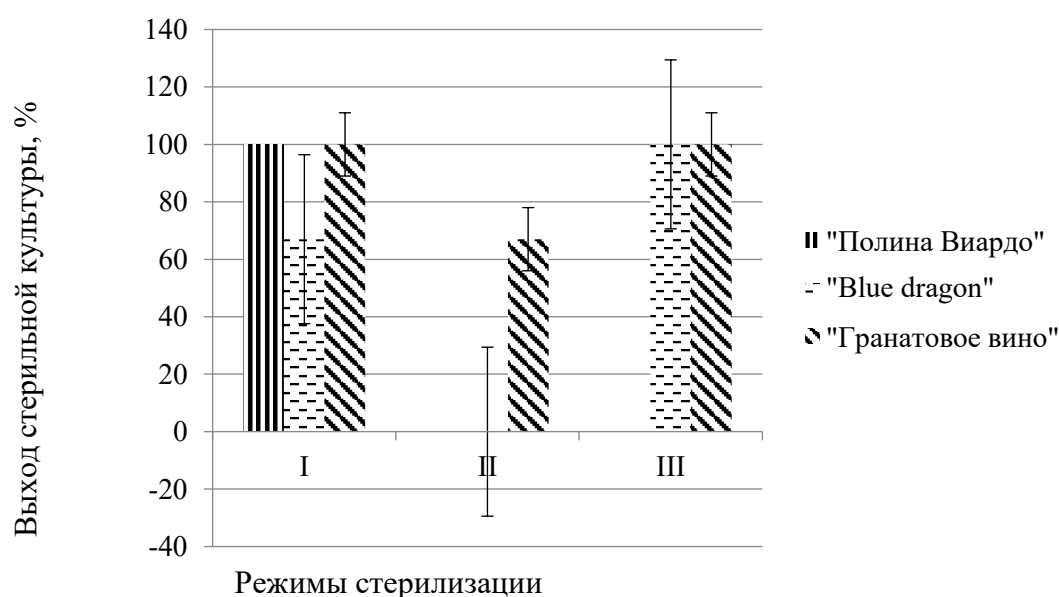 Выход стерильной культуры, %
140
120
100
80
60
40
20
0
-20
-40
I
II
III
Режимы стерилизации
"Полина Виардо"
"Blue dragon"
"Гранатовое вино"